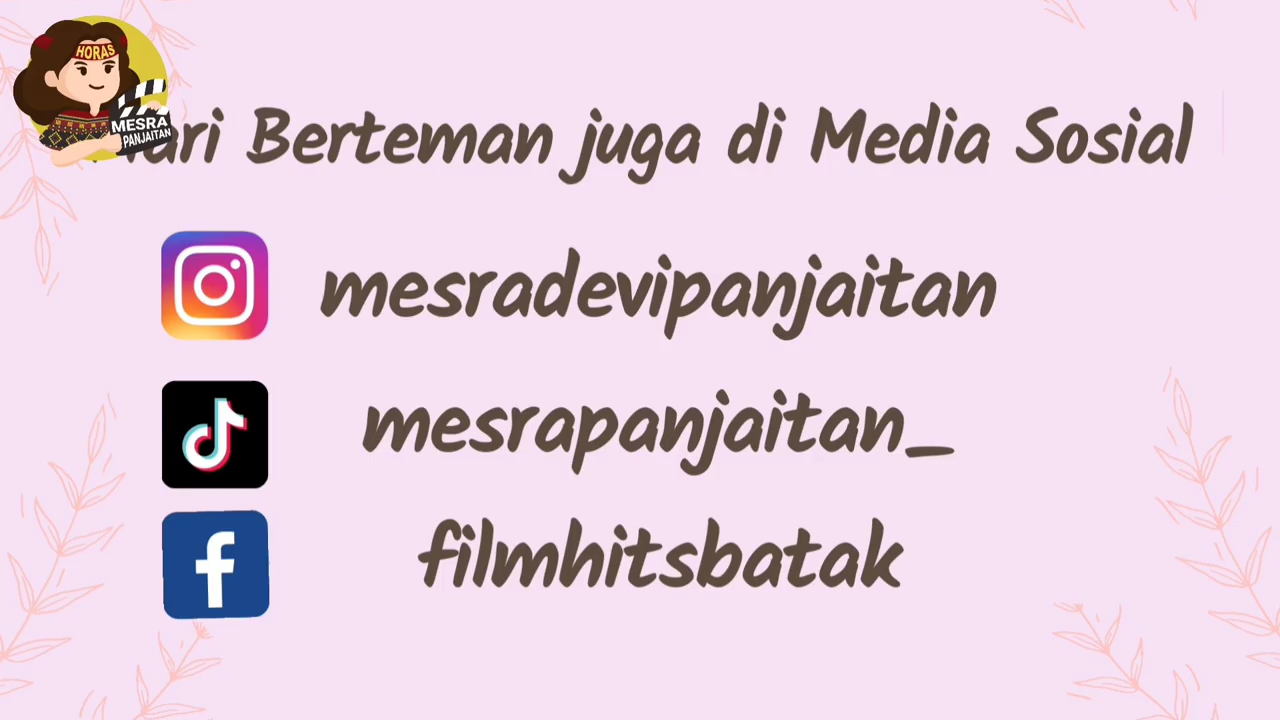 HORAS
MESRA
PANJAITAN
Berteman juga di Media Sosial
mesradevipanjaitan
mesrapanjaitan_
filmhitsbatak